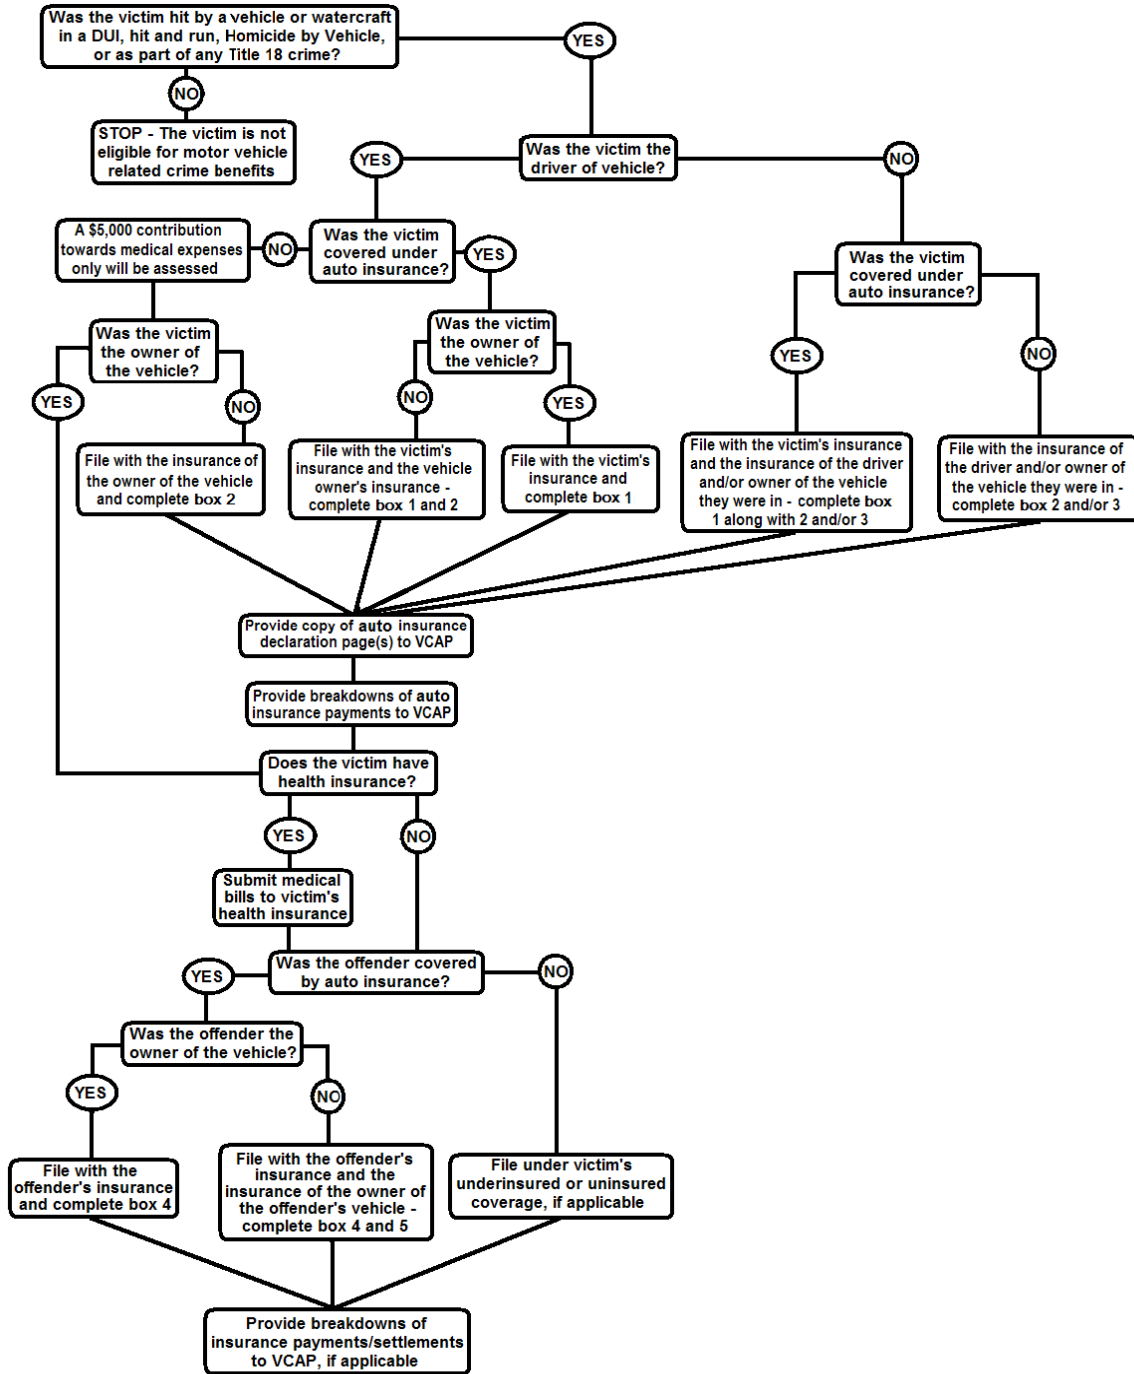 Was the victim hit by a vehicle or watercraft
in a DUI, hit and run, Homicide by Vehicle,
or as part of any Title 18 crime?
YES
NO
STOP - The victim is not
eligible for motor vehicle
related crime benefits
Was the victim the
driver of vehicle?
YES
NO
A $5,000 contribution
towards medical expenses
only will be assessed
NO
Was the victim
covered under
auto insurance?
YES
Was the victim
covered under
auto insurance?
Was the victim
the owner of
the vehicle?
YES
NO
Was the victim
the owner of
the vehicle?
NO
YES
YES
NO
File with the insurance of
the owner of the vehicle
and complete box 2
File with the victim's
insurance and the vehicle
owner's insurance -
complete box 1 and 2
File with the victim's
insurance and
complete box 1
File with the victim's insurance
and the insurance of the driver
and/or owner of the vehicle
they were in - complete box
1 along with 2 and/or 3
File with the insurance of
the driver and/or owner of
the vehicle they were in -
complete box 2 and/or 3
Provide copy of auto insurance
declaration page(s) to VCAP
Provide breakdowns of auto
insurance payments to VCAP
Does the victim have
health insurance?
YES
NO
Submit medical
bills to victim's
health insurance
Was the offender covered
by auto insurance?
YES
NO
Was the offender the
owner of the vehicle?
YES
NO
File with the
offender's insurance
and complete box 4
File with the offender's
insurance and the
insurance of the owner of
the offender's vehicle -
complete box 4 and 5
File under victim's
underinsured or uninsured
coverage, if applicable
Provide breakdowns of
insurance payments/settlements
to VCAP, if applicable